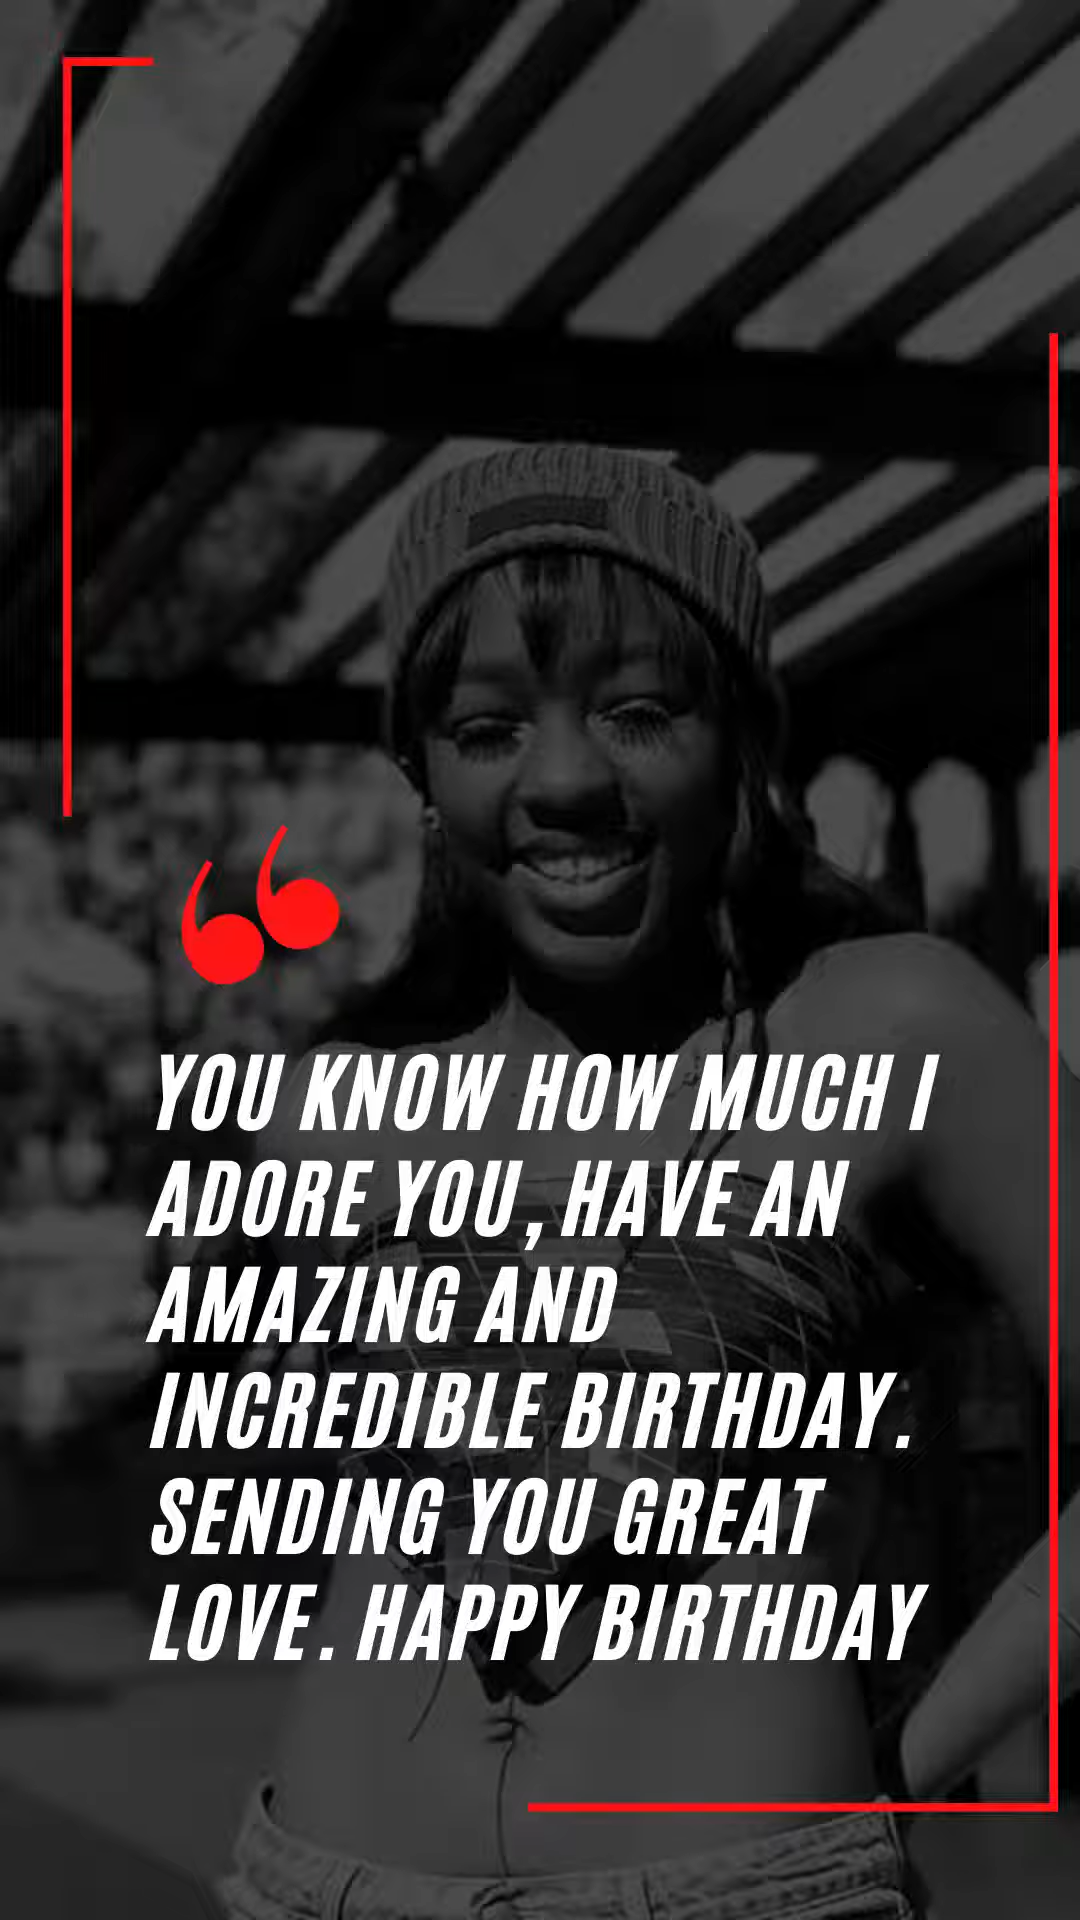 YOU KNOW HOW MUCH I
ADORE YOU, HAVE AN
AMAZING AND
INCREDIBLE BIRTHDAY.
SENDING YOU GREAT
LOVE. HAPPY BIRTHDAY